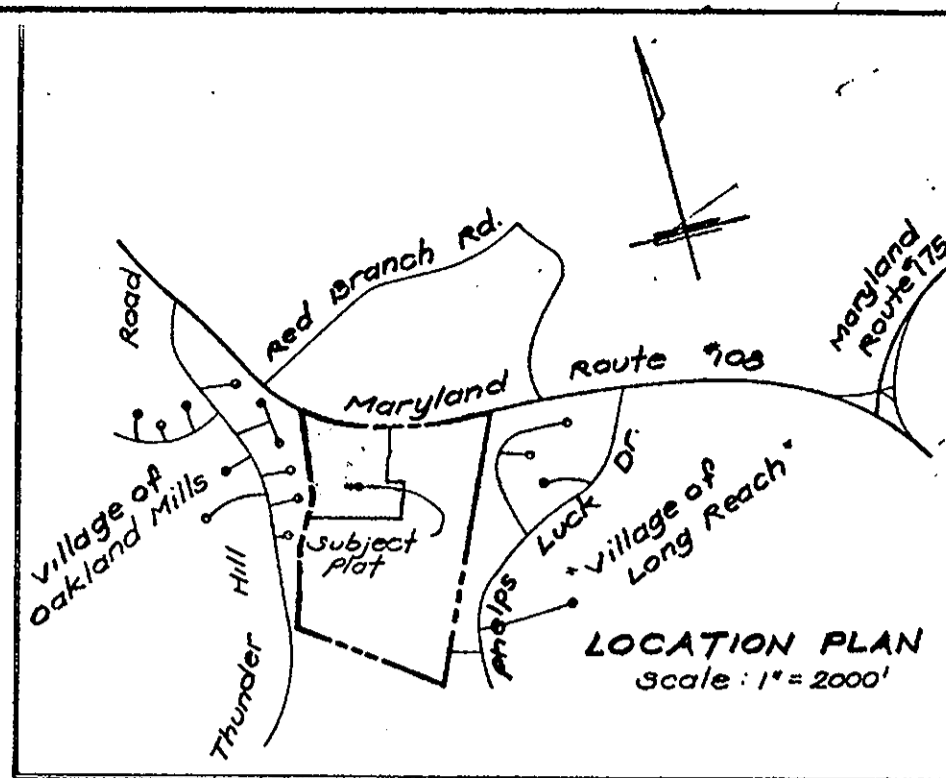 Road
Red Branch Rd.
Maryland
Route #175
Maryland Route #108
Village of
Oakland Mills
Subject
Plat
Thunder Hill
Phelps Luck Dr.
"Village of
Long Reach"
LOCATION PLAN
Scale: 1" = 2000'